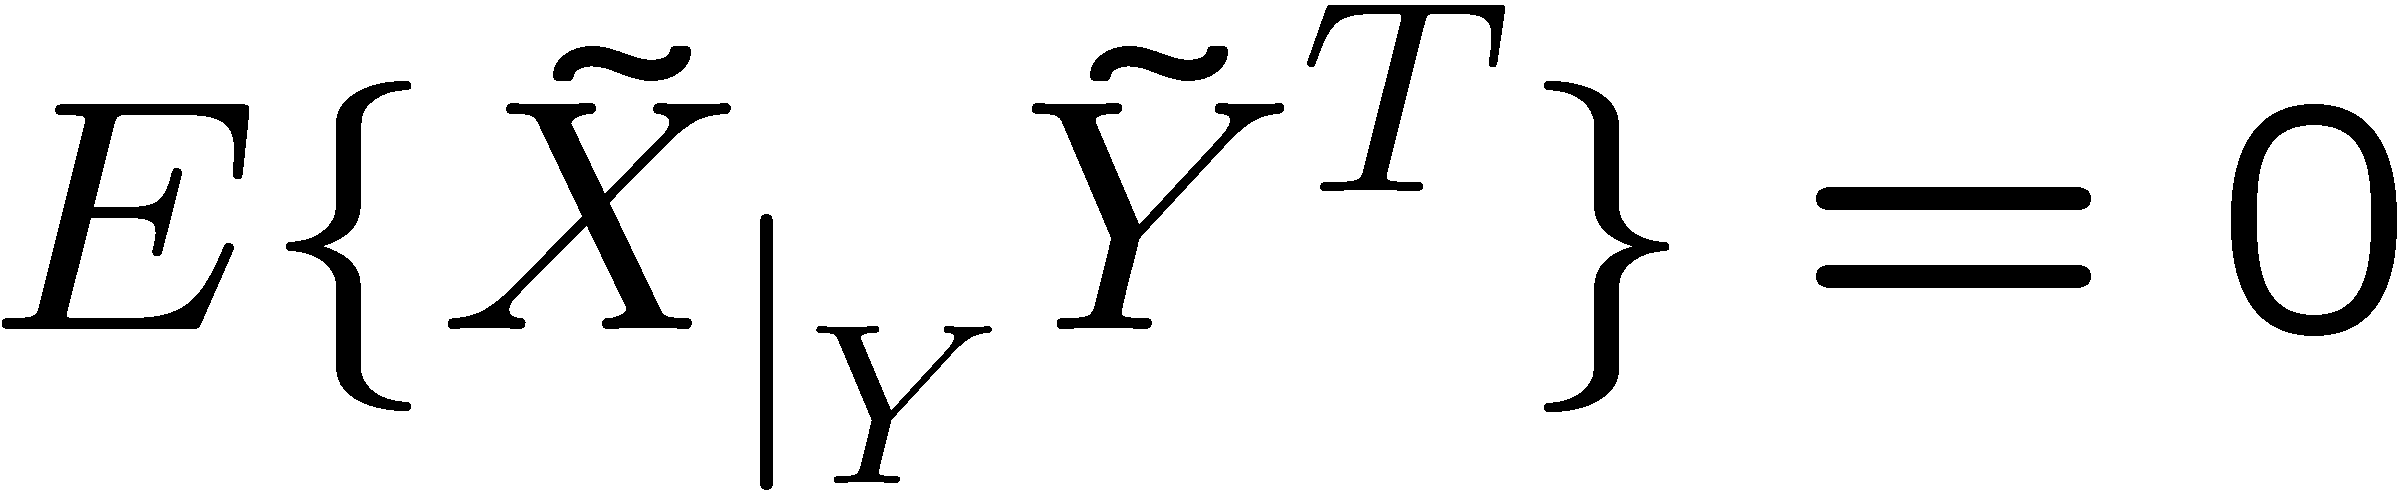 E{X̃_{|Y} Ỹ^T} = 0